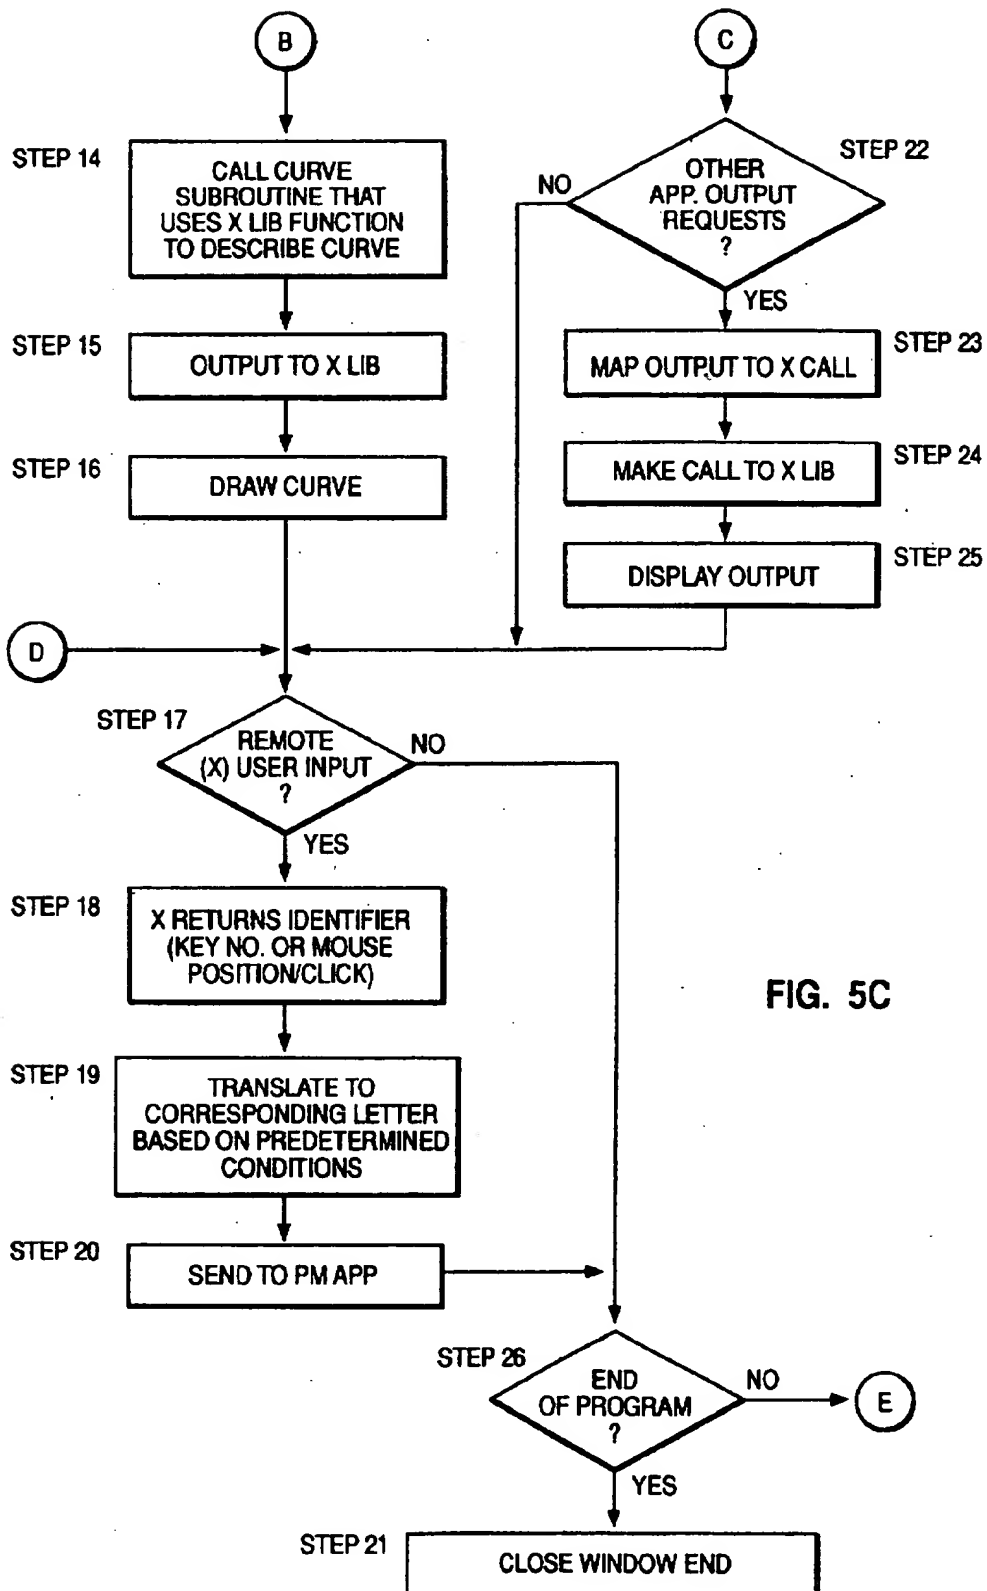 B
STEP 14
CALL CURVE
SUBROUTINE THAT
USES X LIB FUNCTION
TO DESCRIBE CURVE
STEP 15
OUTPUT TO X LIB
STEP 16
DRAW CURVE
C
STEP 22
OTHER
APP. OUTPUT
REQUESTS
?
NO
YES
STEP 23
MAP OUTPUT TO X CALL
STEP 24
MAKE CALL TO X LIB
STEP 25
DISPLAY OUTPUT
D
STEP 17
REMOTE
(X) USER INPUT
?
NO
YES
STEP 18
X RETURNS IDENTIFIER
(KEY NO. OR MOUSE
POSITION/CLICK)
FIG. 5C
STEP 19
TRANSLATE TO
CORRESPONDING LETTER
BASED ON PREDETERMINED
CONDITIONS
STEP 20
SEND TO PM APP
STEP 26
END
OF PROGRAM
?
NO
E
YES
STEP 21
CLOSE WINDOW END